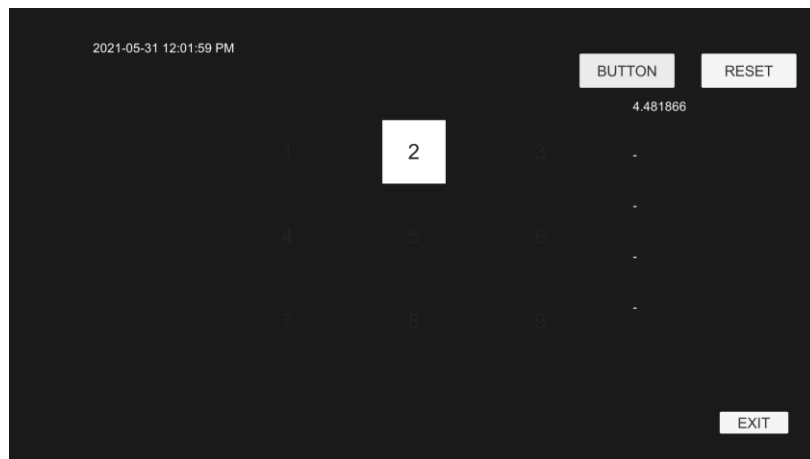 2021-05-31 12:01:59 PM
BUTTON RESET
4.481866
1 2 3 -
-
4 5 6
-
7 8 9 -
EXIT